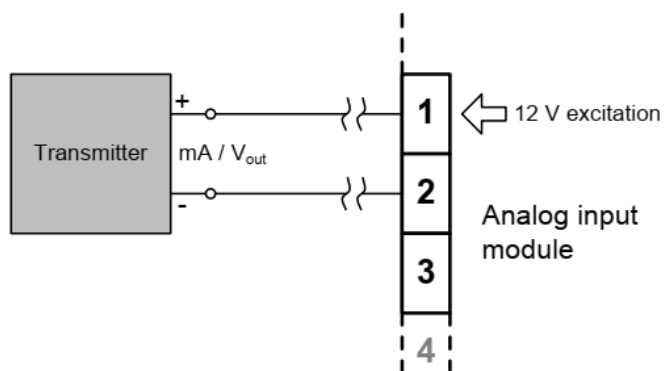 Transmitter
+
mA / Vout
-
1
2
3
4
12 V excitation
Analog input
module